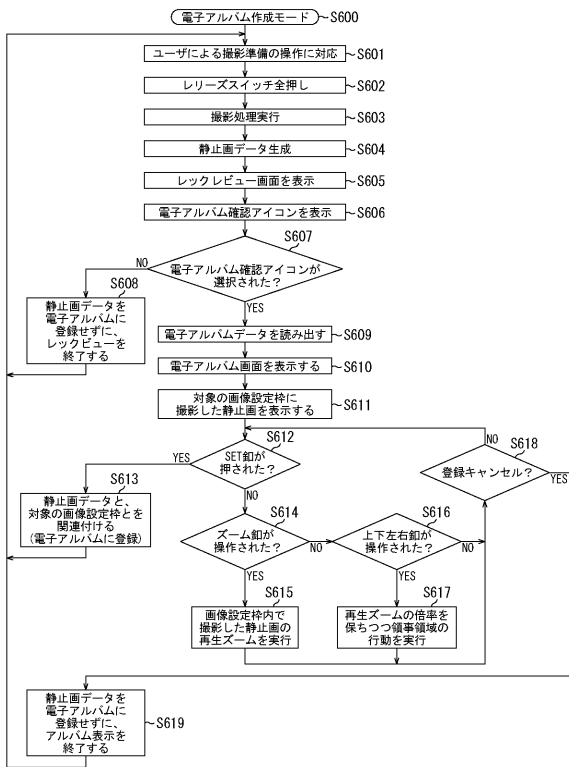 電子アルバム作成モード
S600
ユーザによる撮影準備の操作に対応
S601
レリーズスイッチ全押し
S602
撮影処理実行
S603
静止画データ生成
S604
レックレビュー画面を表示
S605
電子アルバム確認アイコンを表示
S606
S607
電子アルバム確認アイコンが
選択された?
NO
YES
S608
静止画データを
電子アルバムに
登録せずに、
レックビューを
終了する
電子アルバムデータを読み出す
S609
電子アルバム画面を表示する
S610
対象の画像設定枠に
撮影した静止画を表示する
S611
S612
SET釦が
押された?
YES
NO
S613
静止画データと、
対象の画像設定枠とを
関連付ける
(電子アルバムに登録)
S614
ズーム釦が
操作された?
NO
YES
S615
画像設定枠内で
撮影した静止画の
再生ズームを実行
S616
上下左右釦が
操作された?
NO
YES
S617
再生ズームの倍率を
保ちつつ領事領域の
行動を実行
S618
登録キャンセル?
NO
YES
静止画データを
電子アルバムに
登録せずに、
アルバム表示を
終了する
S619